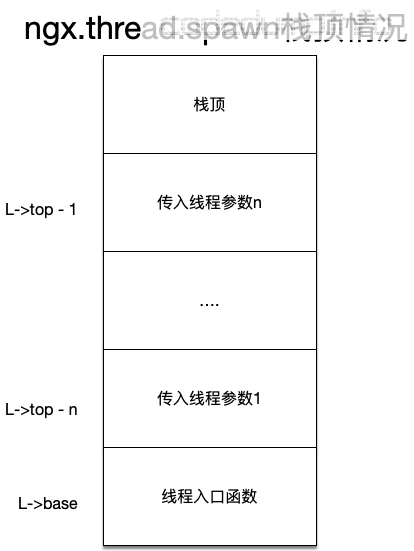 ngx.thread.spawn栈顶情况
栈顶
L->top - 1
传入线程参数n
....
L->top - n
传入线程参数1
L->base
线程入口函数